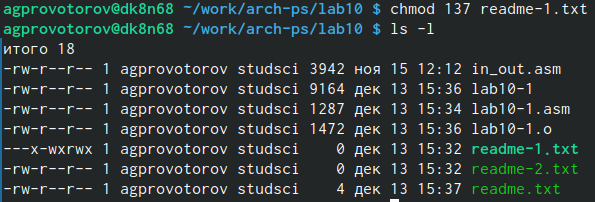 agprovotorov@dk8n68 ~/work/arch-ps/lab10 $ chmod 137 readme-1.txt
agprovotorov@dk8n68 ~/work/arch-ps/lab10 $ ls -l
итого 18
-rw-r--r-- 1 agprovotorov studsci 3942 ноя 15 12:12 in_out.asm
-rw-r--r-- 1 agprovotorov studsci 9164 дек 13 15:36 lab10-1
-rw-r--r-- 1 agprovotorov studsci 1287 дек 13 15:34 lab10-1.asm
-rw-r--r-- 1 agprovotorov studsci 1472 дек 13 15:36 lab10-1.o
---x-wxrwx 1 agprovotorov studsci 0 дек 13 15:32 readme-1.txt
-rw-r--r-- 1 agprovotorov studsci 0 дек 13 15:32 readme-2.txt
-rw-r--r-- 1 agprovotorov studsci 4 дек 13 15:37 readme.txt